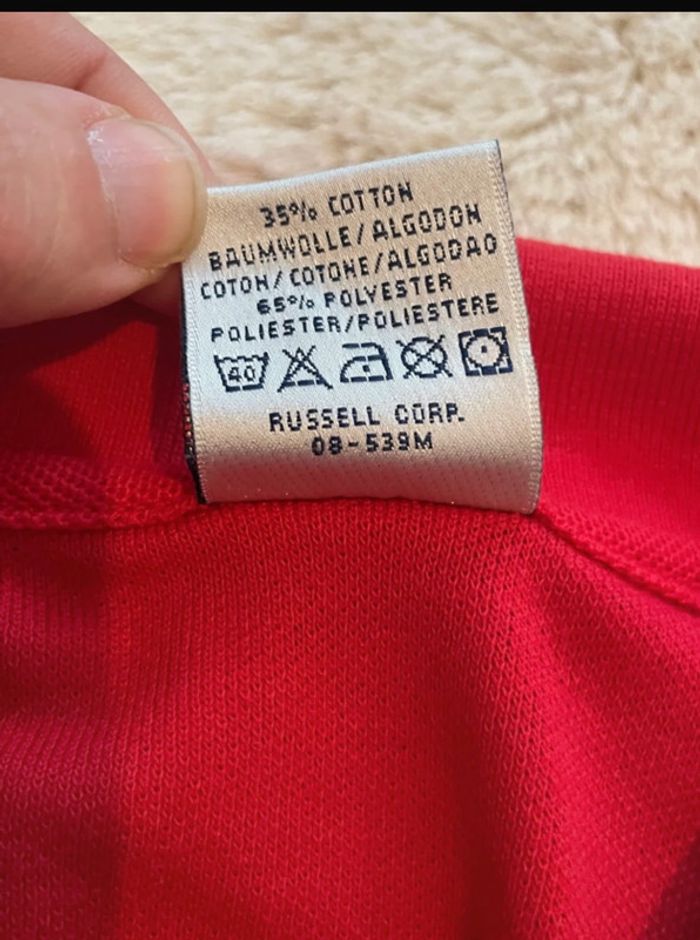 35% COTTON
BAUMWOLLE/ALGODON
COTON/COTONE/ALGODAO
65% POLYESTER
POLIESTER/POLIESTERE
40
RUSSELL CORP.
08-539M